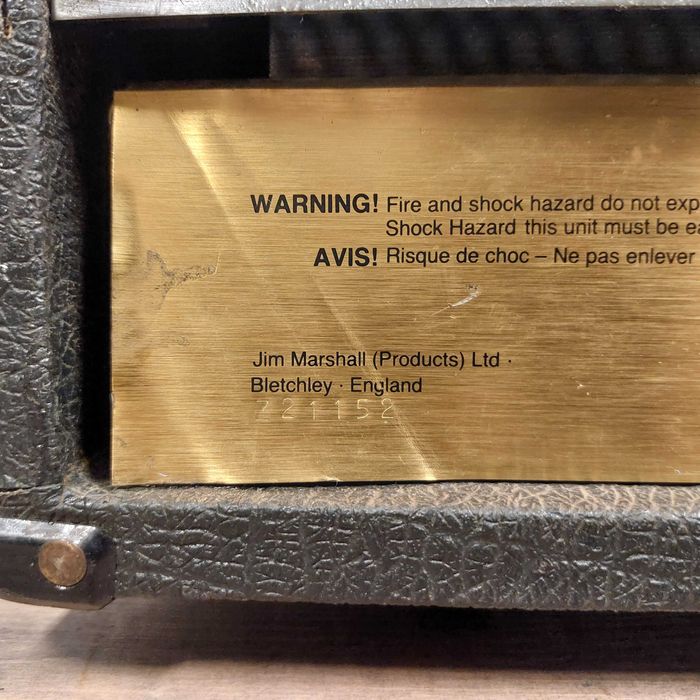 WARNING! Fire and shock hazard do not exp
Shock Hazard this unit must be ea
AVIS! Risque de choc – Ne pas enlever
Jim Marshall (Products) Ltd ·
Bletchley · England
Z21152